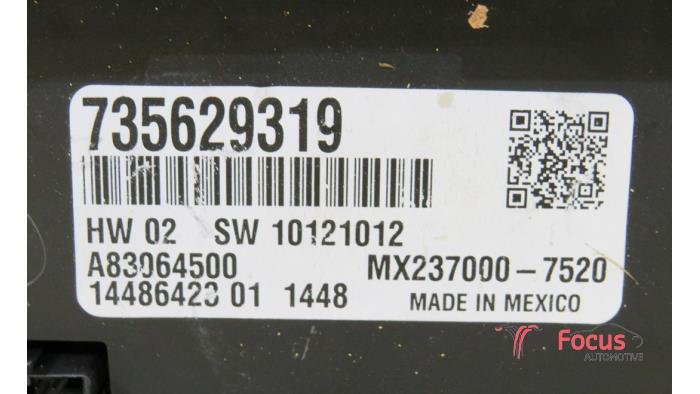 735629319
HW 02 SW 10121012
A83064500 MX237000-7520
14486423 01 1448 MADE IN MEXICO
Focus
AUTOMOTIVE